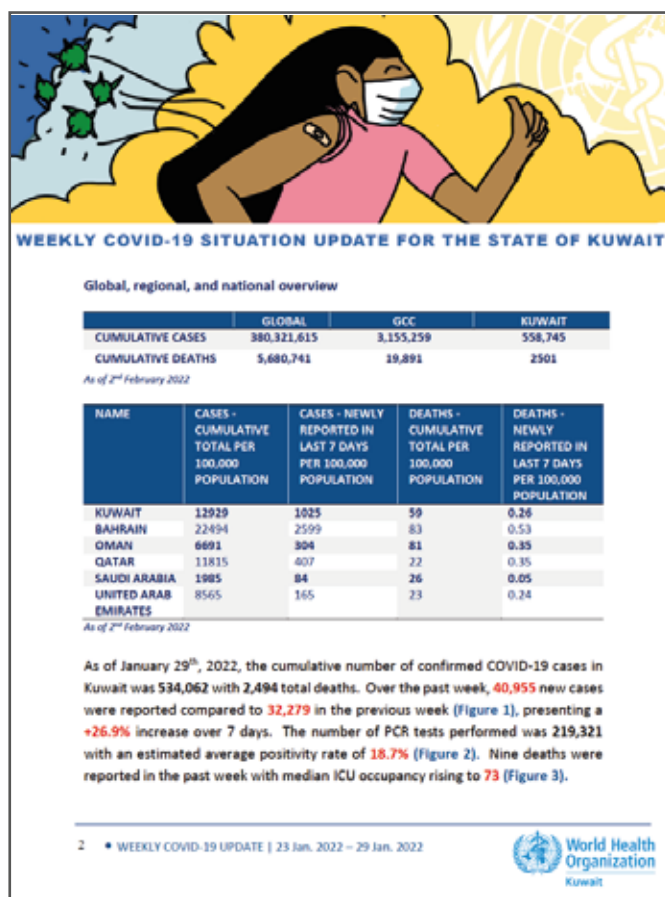 WEEKLY COVID-19 SITUATION UPDATE FOR THE STATE OF KUWAIT
Global, regional, and national overview
GLOBAL GCC KUWAIT
CUMULATIVE CASES 380,321,615 3,155,259 558,745
CUMULATIVE DEATHS 5,680,741 19,891 2501
As of 2nd February 2022
NAME CASES - CUMULATIVE TOTAL PER 100,000 POPULATION CASES - NEWLY REPORTED IN LAST 7 DAYS PER 100,000 POPULATION DEATHS - CUMULATIVE TOTAL PER 100,000 POPULATION DEATHS - NEWLY REPORTED IN LAST 7 DAYS PER 100,000 POPULATION
KUWAIT 12929 1025 59 0.26
BAHRAIN 22494 2599 83 0.53
OMAN 6691 304 81 0.35
QATAR 11815 407 22 0.35
SAUDI ARABIA 1985 84 26 0.05
UNITED ARAB 8565 165 23 0.24
EMIRATES
As of 2nd February 2022
As of January 29th, 2022, the cumulative number of confirmed COVID-19 cases in
Kuwait was 534,062 with 2,494 total deaths. Over the past week, 40,955 new cases
were reported compared to 32,279 in the previous week (Figure 1), presenting a
+26.9% increase over 7 days. The number of PCR tests performed was 219,321
with an estimated average positivity rate of 18.7% (Figure 2). Nine deaths were
reported in the past week with median ICU occupancy rising to 73 (Figure 3).
2 • WEEKLY COVID-19 UPDATE | 23 Jan. 2022 – 29 Jan. 2022
World Health
Organization
Kuwait